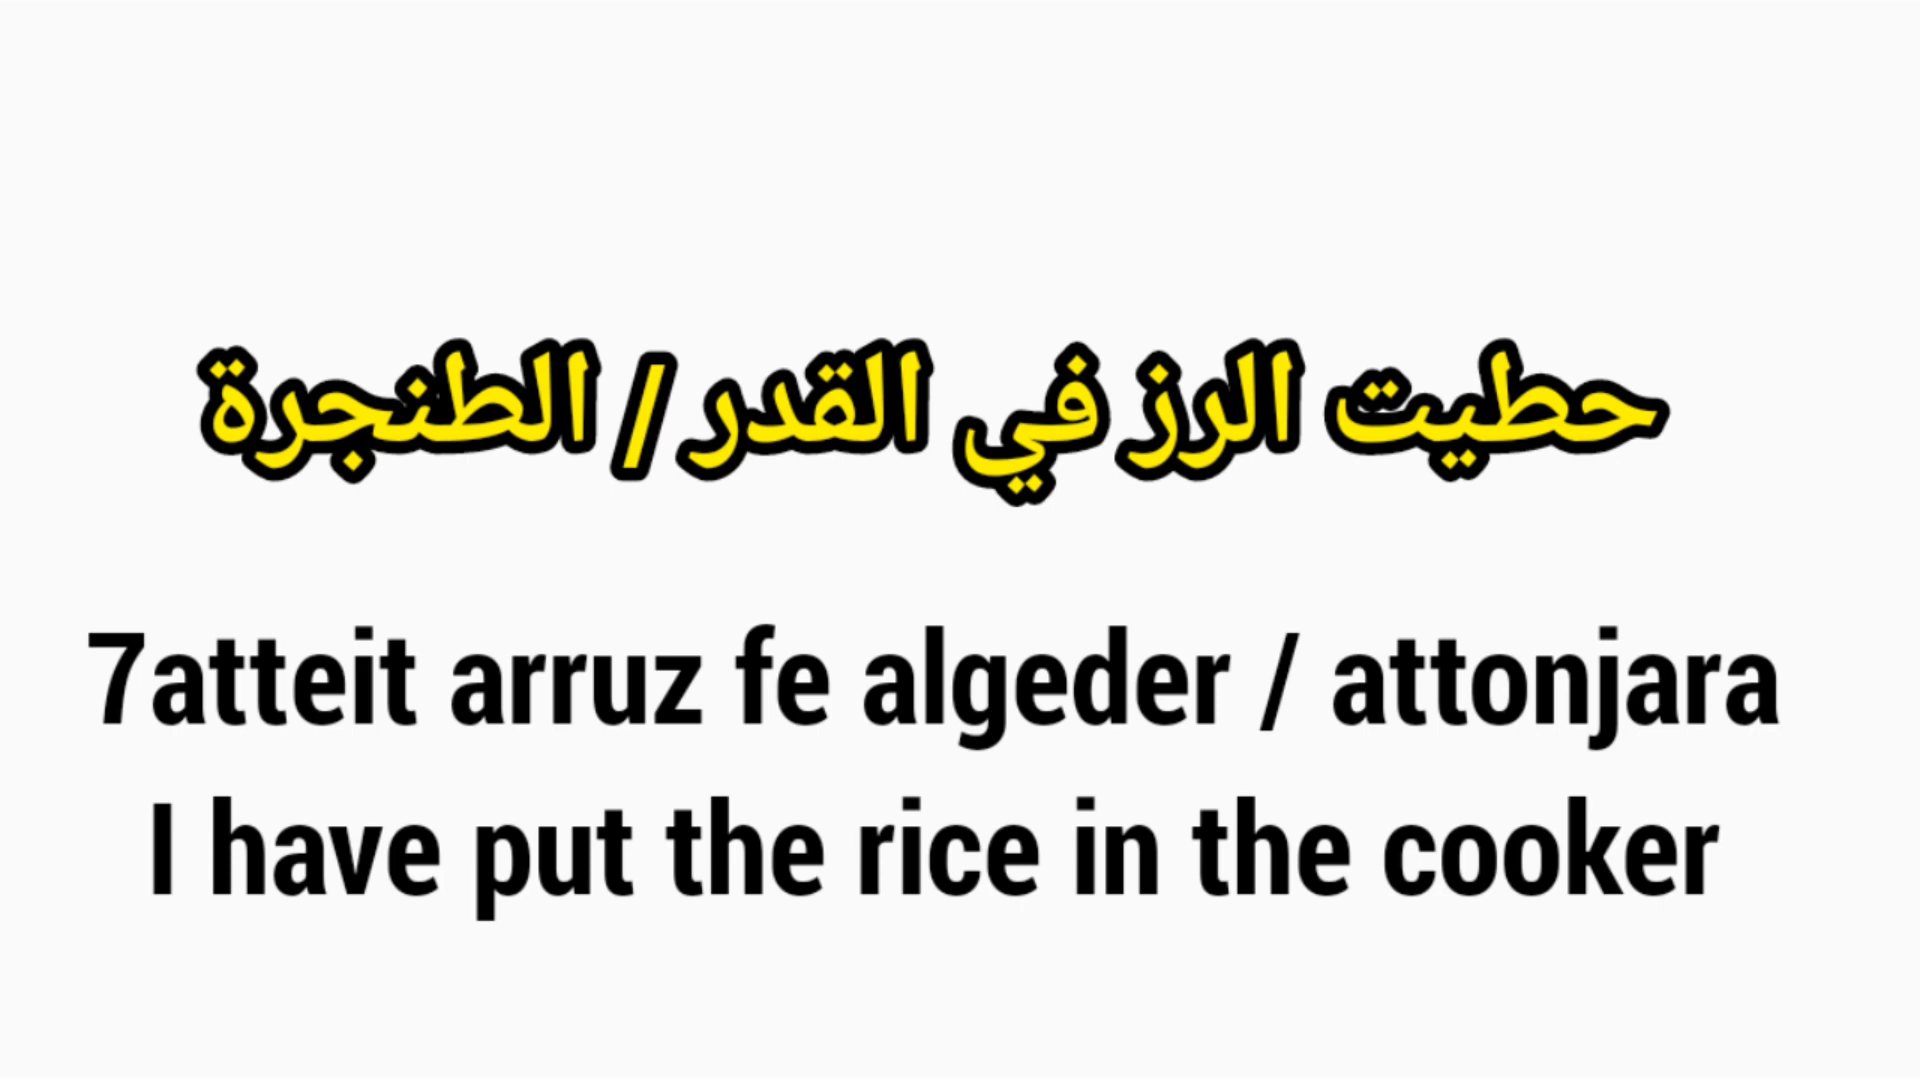 حطيت الرز في القدر / الطنجرة
7atteit arruz fe algeder / attonjara
I have put the rice in the cooker